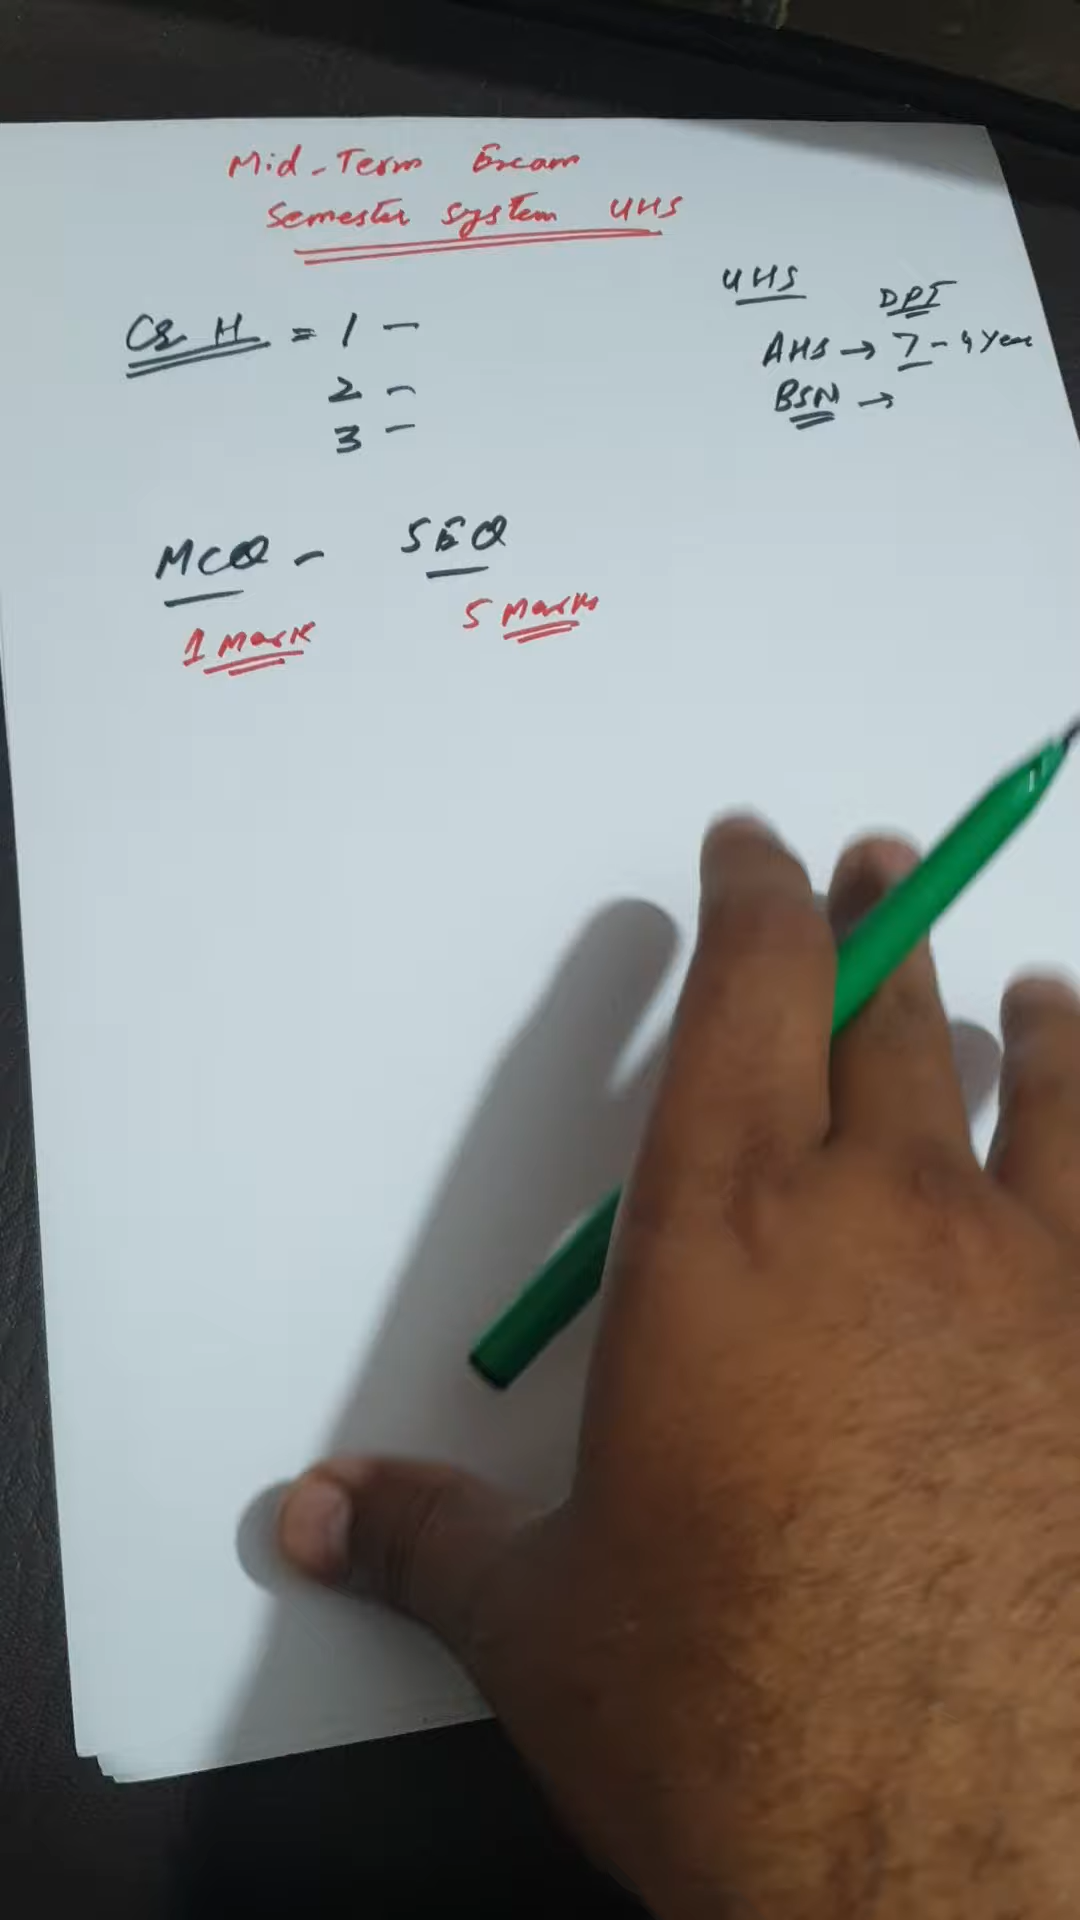 Mid-Term Exam
Semester system UHS
Cr H = 1 -
2 -
3 -
UHS DPT
AHS → 7 - 4 Year
BSN →
MCQ - SEQ
1 Mark 5 Marks